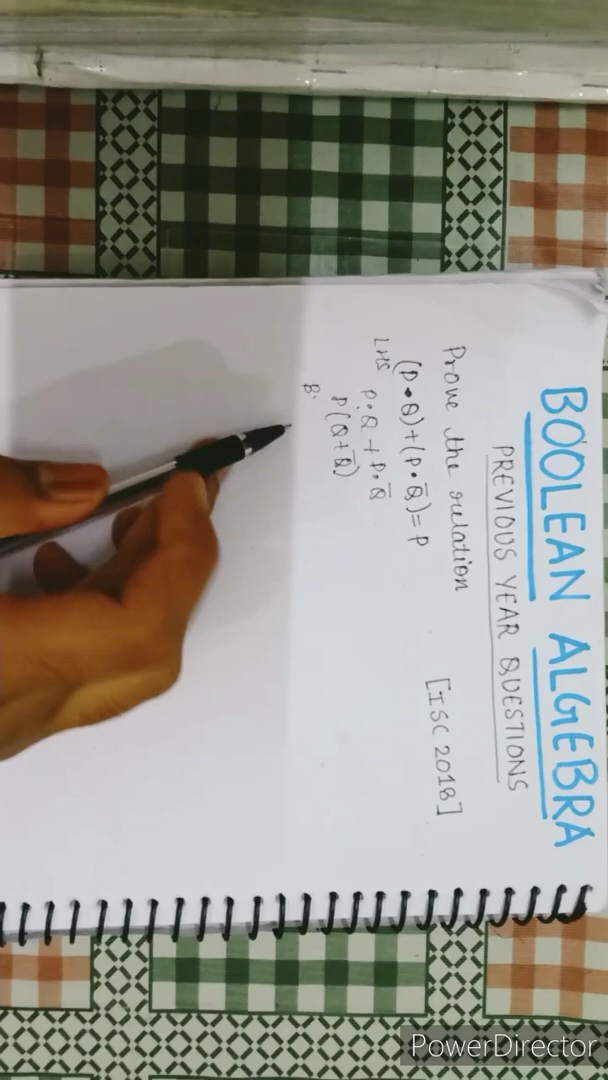 BOOLEAN ALGEBRA
PREVIOUS YEAR QUESTIONS
Prove the relation [ISC 2018]
(P•Q)+(P•Q̅)=P
LHS P•Q+P•Q̅
P(Q+Q̅)
B.
PowerDirector